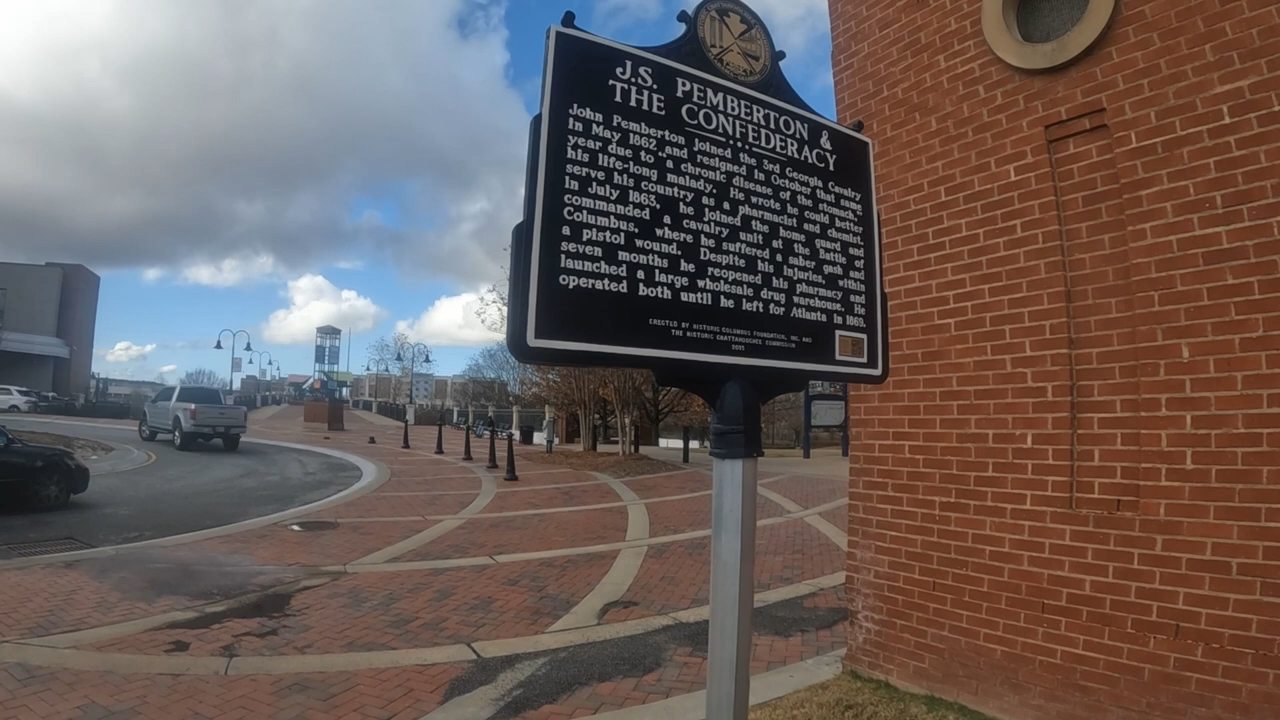 J.S. PEMBERTON &
THE CONFEDERACY
John Pemberton joined the 3rd Georgia Cavalry
in May 1862 and resigned in October that same
year due to "a chronic disease of the stomach,"
his life-long malady. He wrote he could better
serve his country as a pharmacist and chemist.
In July 1863, he joined the home guard and
commanded a cavalry unit at the Battle of
Columbus, where he suffered a saber gash and
a pistol wound. Despite his injuries, within
seven months he reopened his pharmacy and
launched a large wholesale drug warehouse. He
operated both until he left for Atlanta in 1869.
ERECTED BY HISTORIC COLUMBUS FOUNDATION, INC. AND
THE HISTORIC CHATTAHOOCHEE COMMISSION